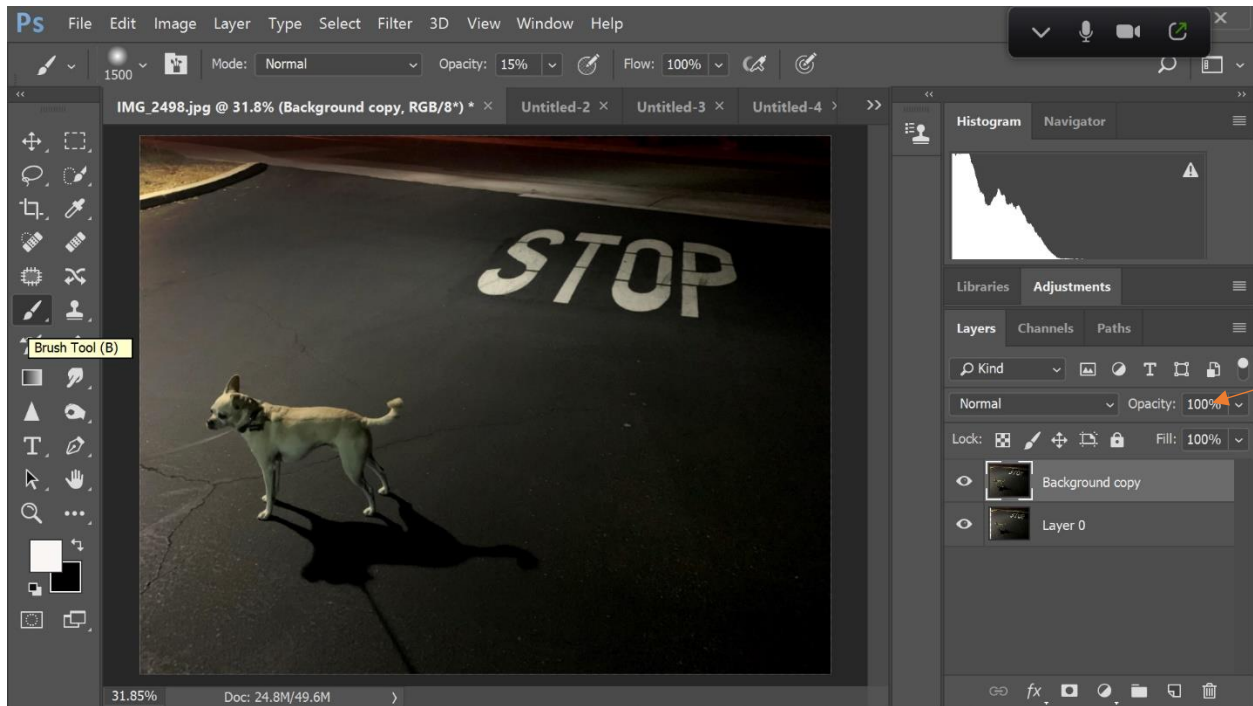 Ps File Edit Image Layer Type Select Filter 3D View Window Help
1500 Mode: Normal Opacity: 15% Flow: 100%
IMG_2498.jpg @ 31.8% (Background copy, RGB/8*) * × Untitled-2 × Untitled-3 × Untitled-4 >>
Histogram Navigator
STOP
Libraries Adjustments
Layers Channels Paths
Brush Tool (B)
Kind
Normal Opacity: 100%
Lock: Fill: 100%
Background copy
Layer 0
31.85% Doc: 24.8M/49.6M
fx